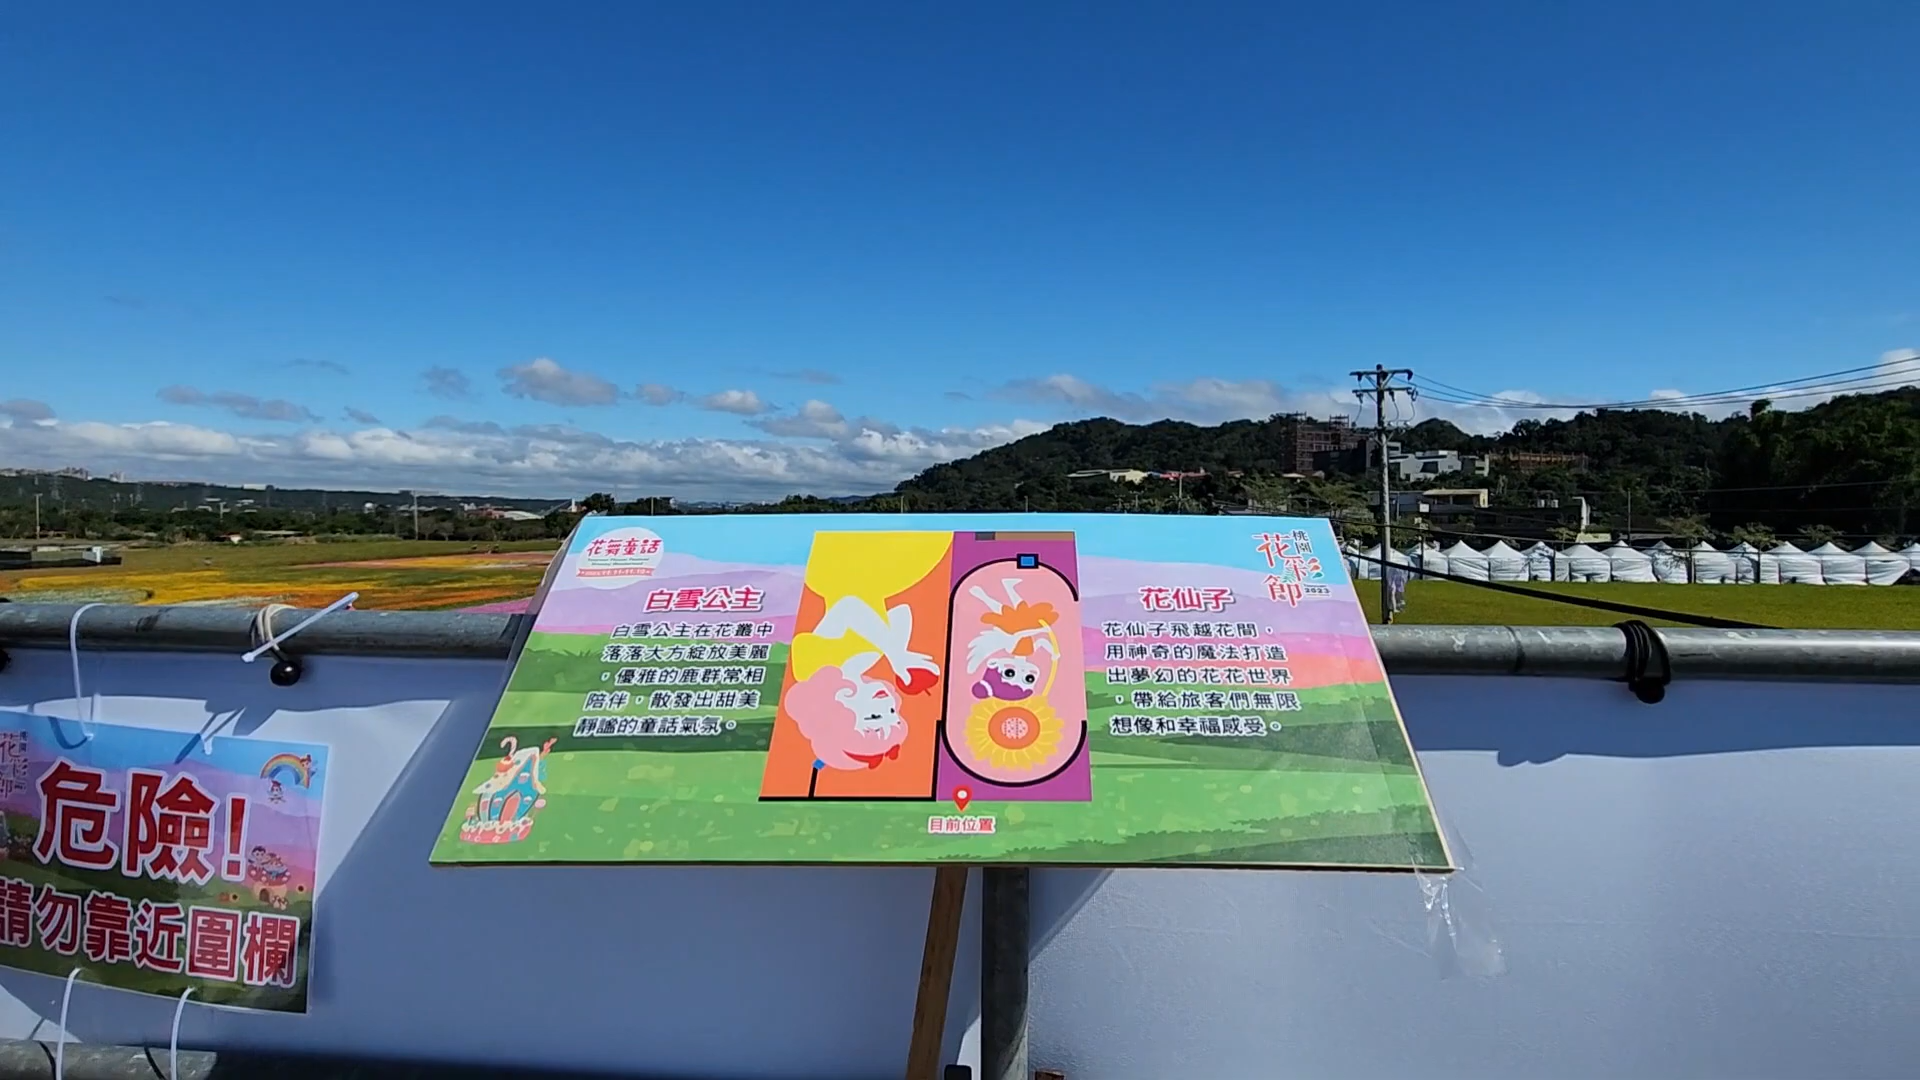 花舞童話
白雪公主
白雪公主在花叢中
落落大方綻放美麗
，優雅的鹿群常相
陪伴，散發出甜美
靜謐的童話氣氛。
目前位置
桃園
花彩節
2023
花仙子
花仙子飛越花間，
用神奇的魔法打造
出夢幻的花花世界
，帶給旅客們無限
想像和幸福感受。
危險!
請勿靠近圍欄